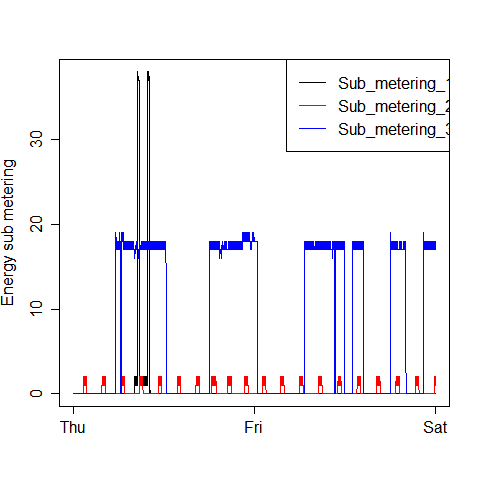 Sub_metering_1
Sub_metering_2
Sub_metering_3
Energy sub metering
0
10
20
30
Thu
Fri
Sat